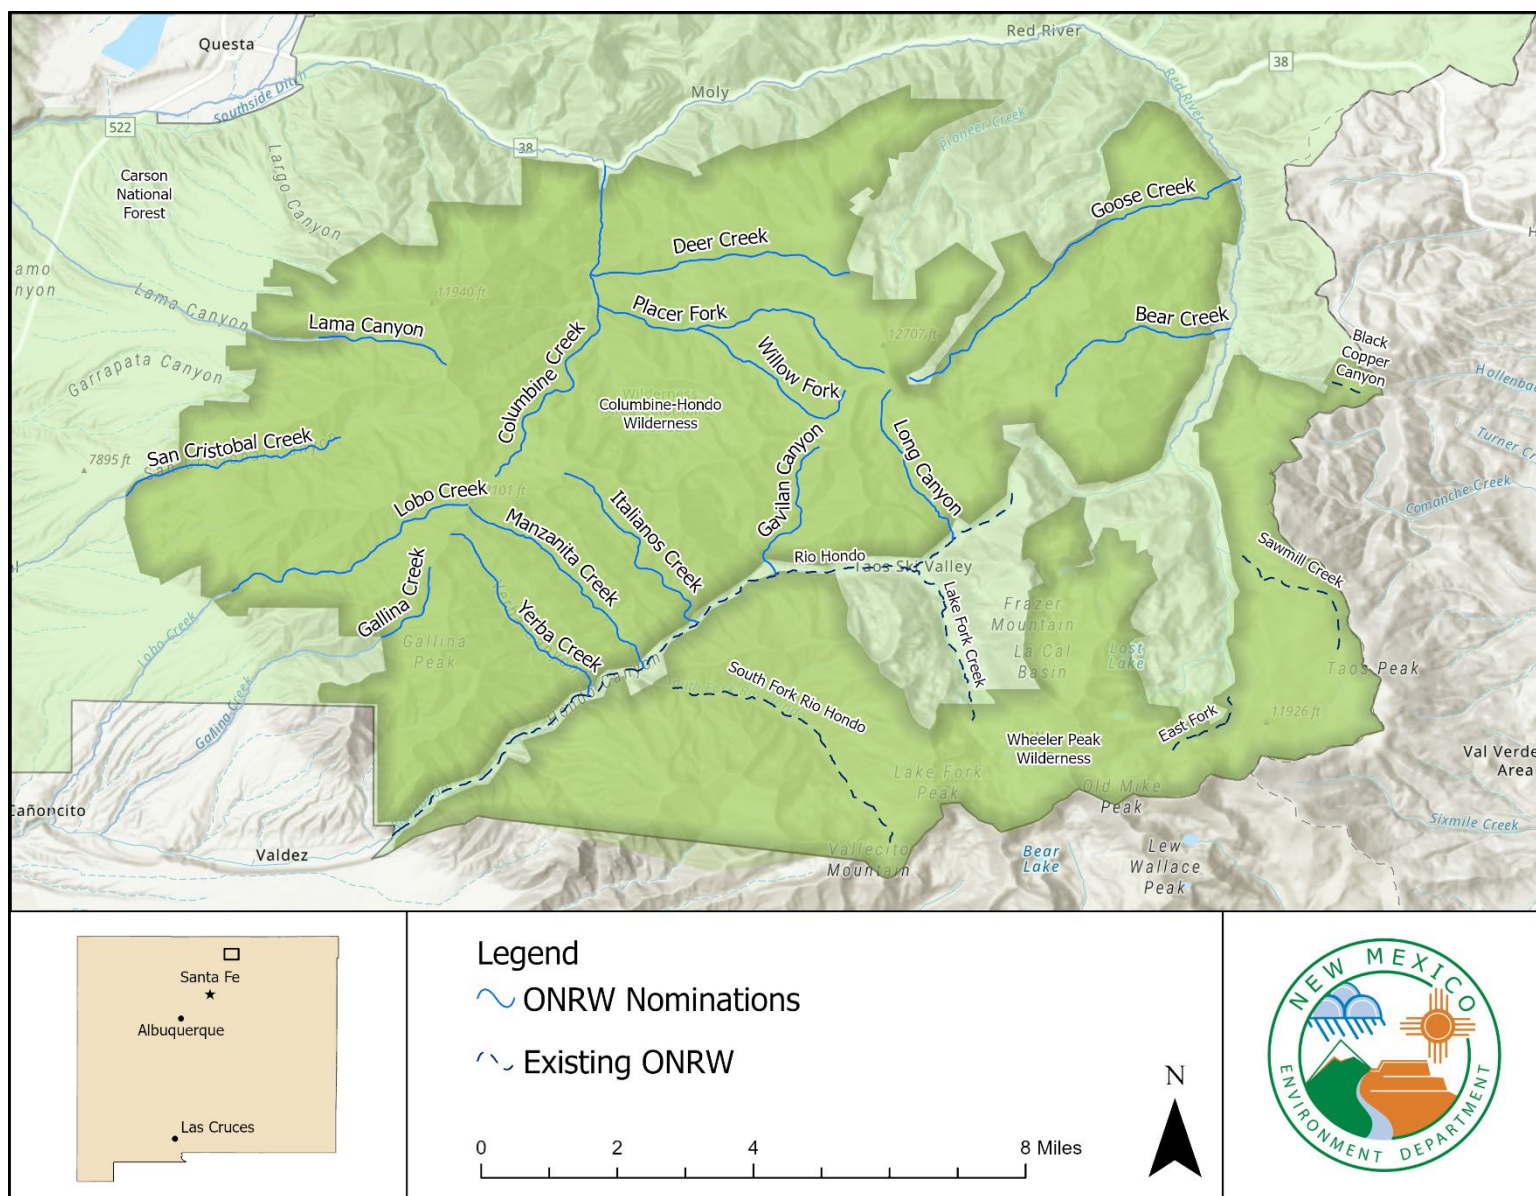 Questa
Red River
38
Southside Ditch
Moly
Red River
522
38
Pioneer Creek
Largo Canyon
Carson
National
Forest
Goose Creek
Deer Creek
Lama Canyon
11940 ft
Placer Fork
Lama Canyon
12707 ft
Bear Creek
Black
Copper
Canyon
Garrapata Canyon
Columbine Creek
Willow Fork
Hollenbac
Columbine-Hondo
Wilderness
San Cristobal Creek
7895 ft
Long Canyon
Gavilan Canyon
Turner Cr
Lobo Creek
Comanche Creek
Italianos Creek
Manzanita Creek
Rio Hondo
Taos Ski Valley
Sawmill Creek
Gallina Creek
Lake Fork Creek
Frazer
Mountain
Yerba Creek
Lobo Creek
Gallina
Peak
La Cal
Basin
Lost
Lake
Taos Peak
South Fork Rio Hondo
Gallina Creek
East Fork
11926 ft
Wheeler Peak
Wilderness
Val Verde
Area
Lake Fork
Peak
Old Mike
Peak
Cañoncito
Sixmile Creek
Valdez
Vallecito
Mountain
Bear
Lake
Lew
Wallace
Peak
Santa Fe
Albuquerque
Las Cruces
Legend
ONRW Nominations
Existing ONRW
0 2 4 8 Miles
N
NEW MEXICO
ENVIRONMENT DEPARTMENT